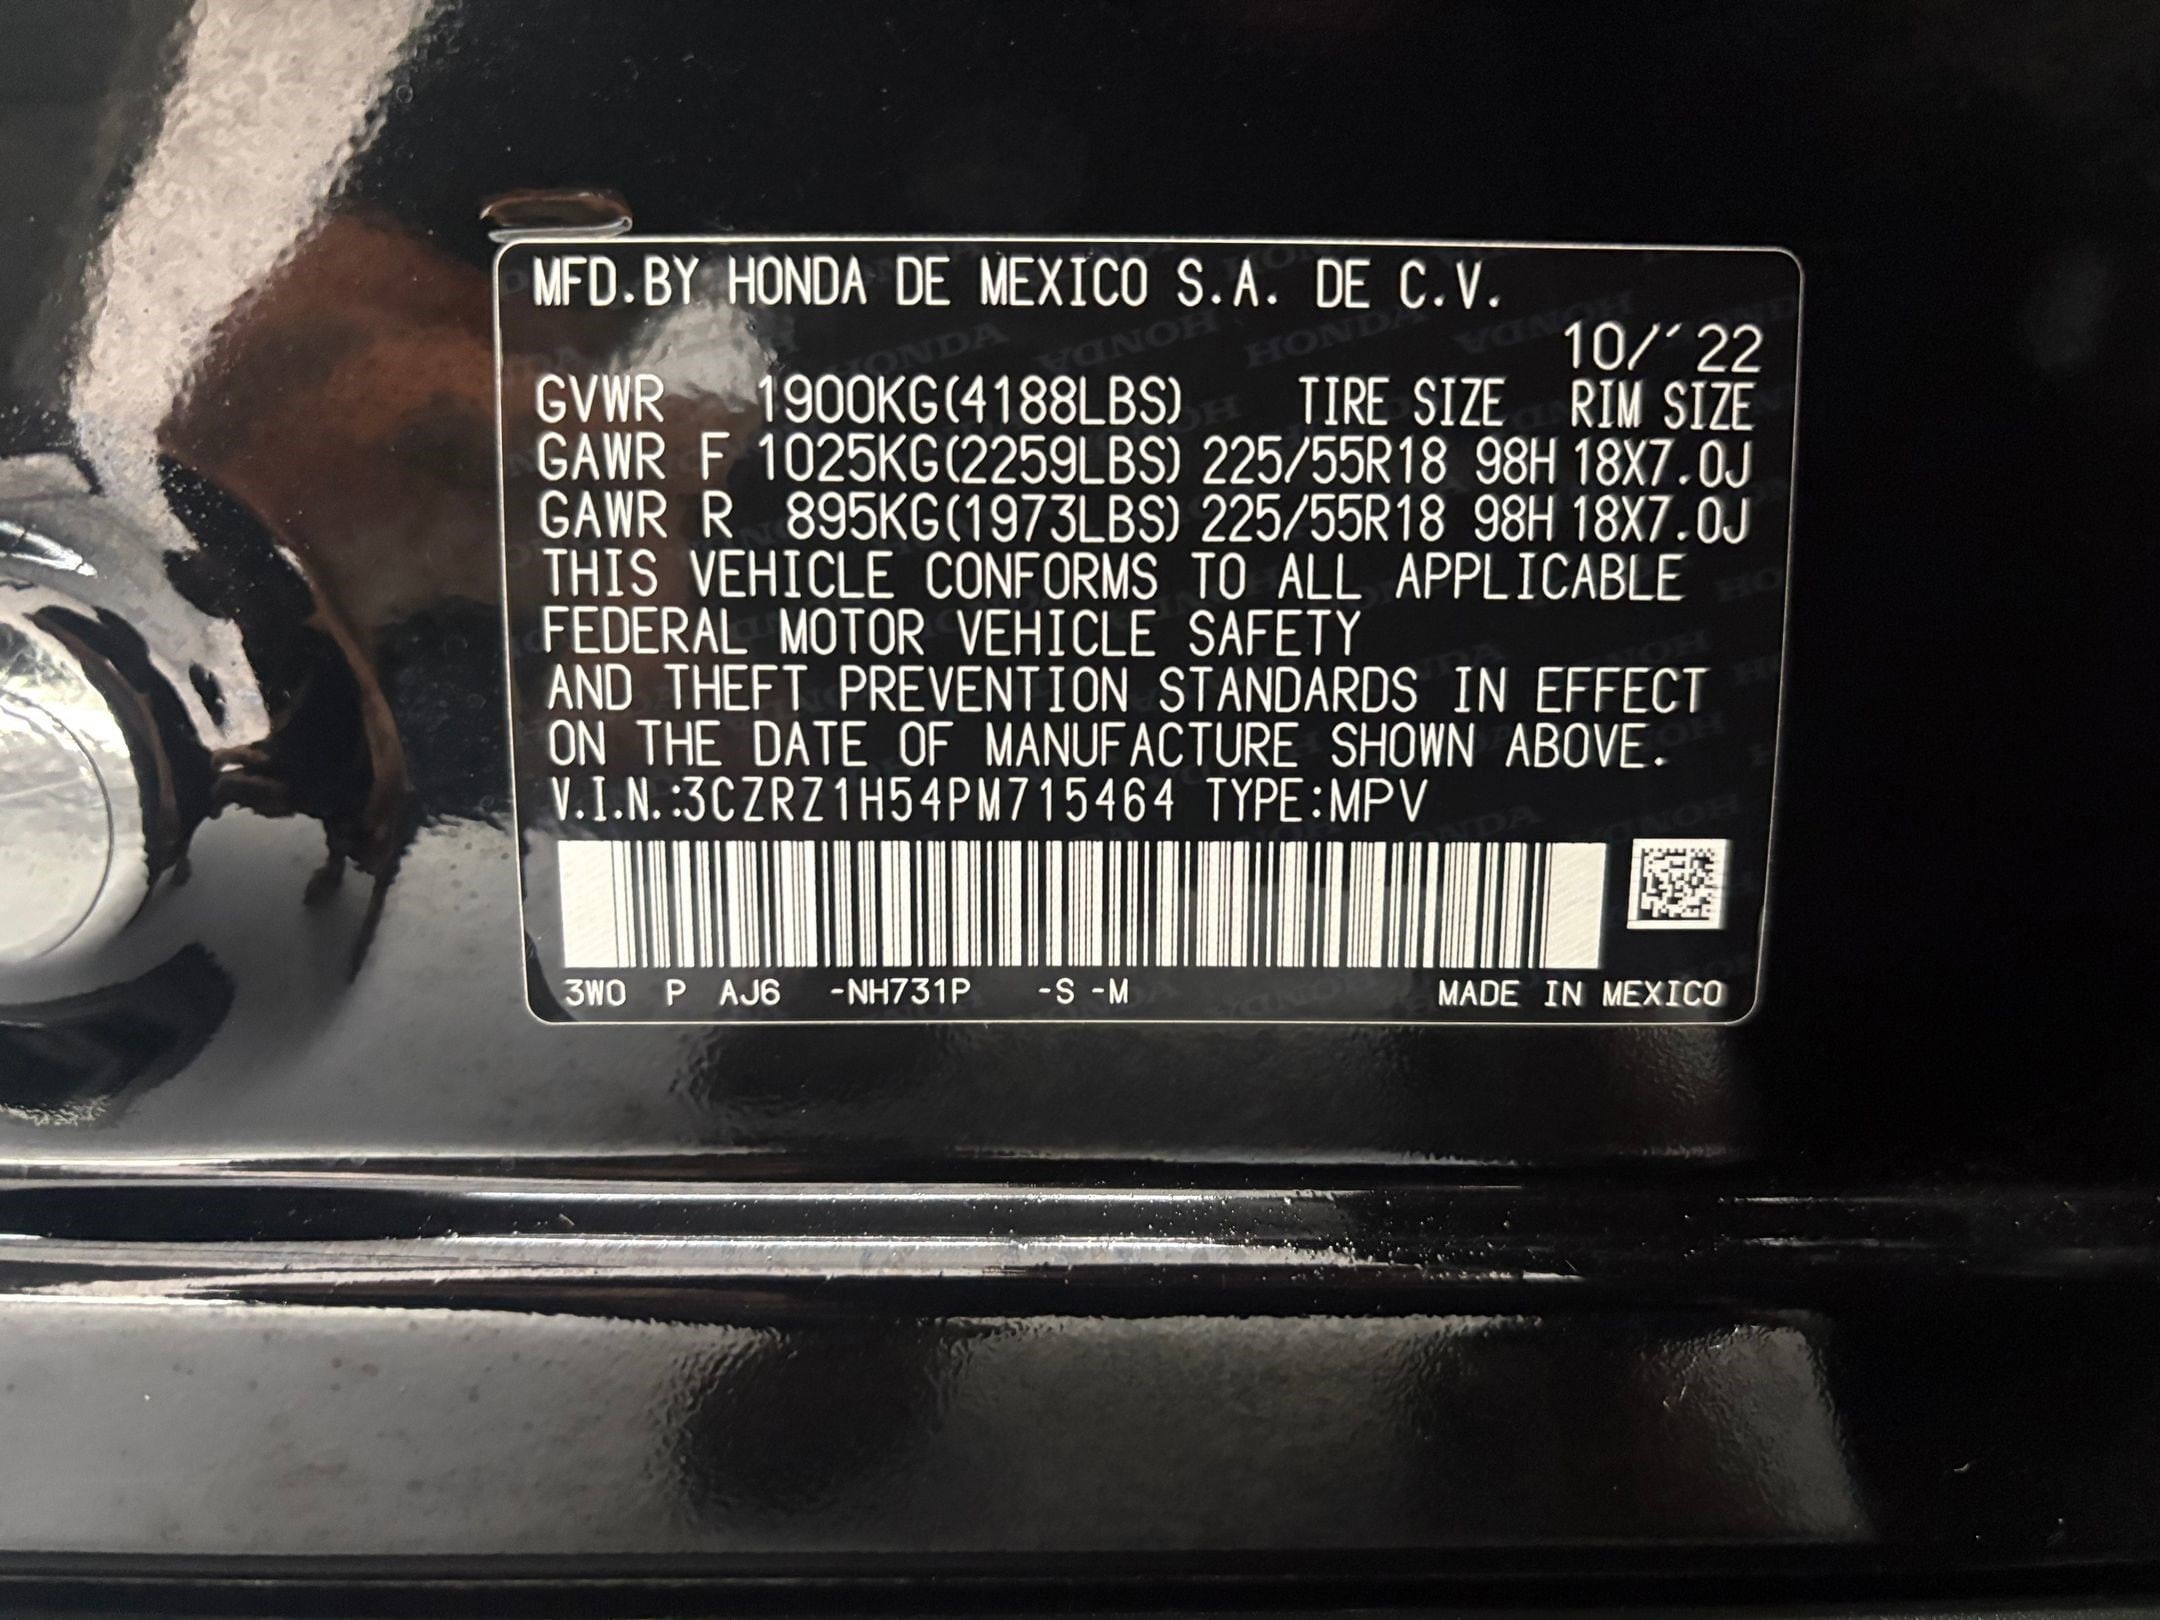 MFD.BY HONDA DE MEXICO S.A. DE C.V.
10/´22
GVWR 1900KG(4188LBS) TIRE SIZE RIM SIZE
GAWR F 1025KG(2259LBS) 225/55R18 98H 18X7.0J
GAWR R 895KG(1973LBS) 225/55R18 98H 18X7.0J
THIS VEHICLE CONFORMS TO ALL APPLICABLE
FEDERAL MOTOR VEHICLE SAFETY
AND THEFT PREVENTION STANDARDS IN EFFECT
ON THE DATE OF MANUFACTURE SHOWN ABOVE.
V.I.N.:3CZRZ1H54PM715464 TYPE:MPV
3W0 P AJ6 -NH731P -S -M MADE IN MEXICO